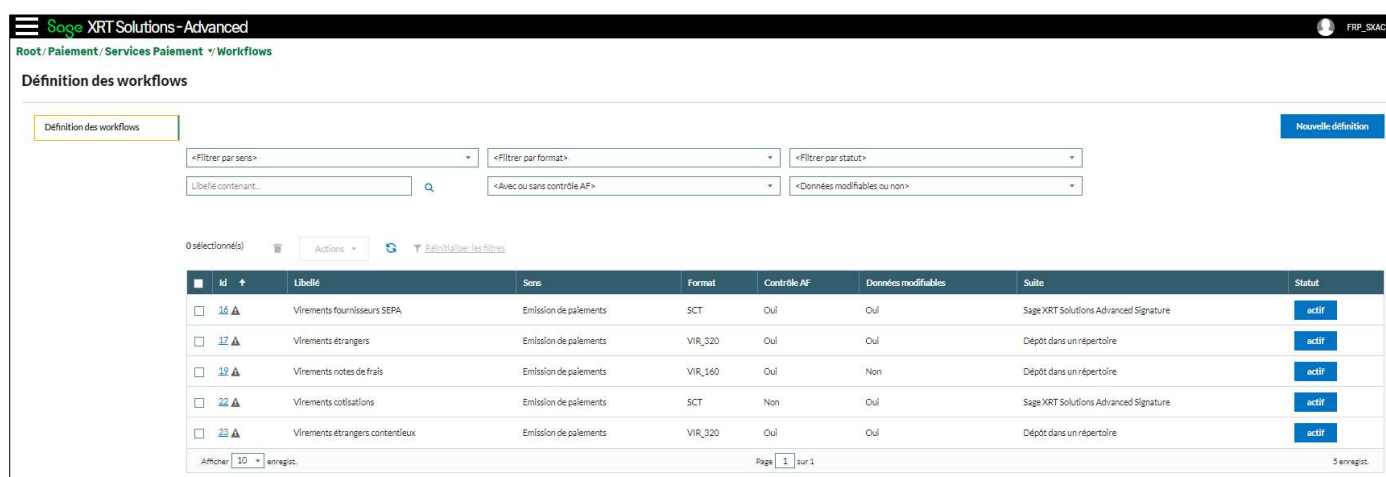 Sage XRT Solutions - Advanced FRP_SXAC
Root/Paiement/Services Paiement /Workflows
Définition des workflows
Définition des workflows Nouvelle définition
<Filtrer par sens> <Filtrer par format> <Filtrer par statut>
Libellé contenant... <Avec ou sans contrôle AF> <Données modifiables ou non>
0 sélectionné(s) Actions Réinitialiser les filtres
Id Libellé Sens Format Contrôle AF Données modifiables Suite Statut
16 Virements fournisseurs SEPA Emission de paiements SCT Oui Oui Sage XRT Solutions Advanced Signature actif
17 Virements étrangers Emission de paiements VIR_320 Oui Oui Dépôt dans un répertoire actif
19 Virements notes de frais Emission de paiements VIR_160 Oui Non Dépôt dans un répertoire actif
22 Virements cotisations Emission de paiements SCT Non Oui Sage XRT Solutions Advanced Signature actif
23 Virements étrangers contentieux Emission de paiements VIR_320 Oui Oui Dépôt dans un répertoire actif
Afficher 10 enregist. Page 1 sur 1 5 enregist.